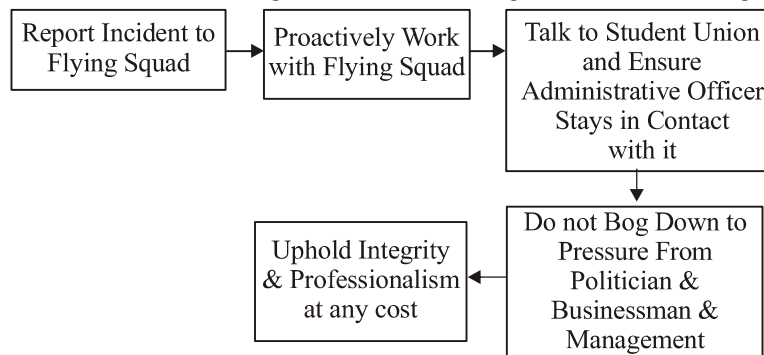 Report Incident to
Flying Squad
Proactively Work
with Flying Squad
Talk to Student Union
and Ensure
Administrative Officer
Stays in Contact
with it
Do not Bog Down to
Pressure From
Politician &
Businessman &
Management
Uphold Integrity
& Professionalism
at any cost